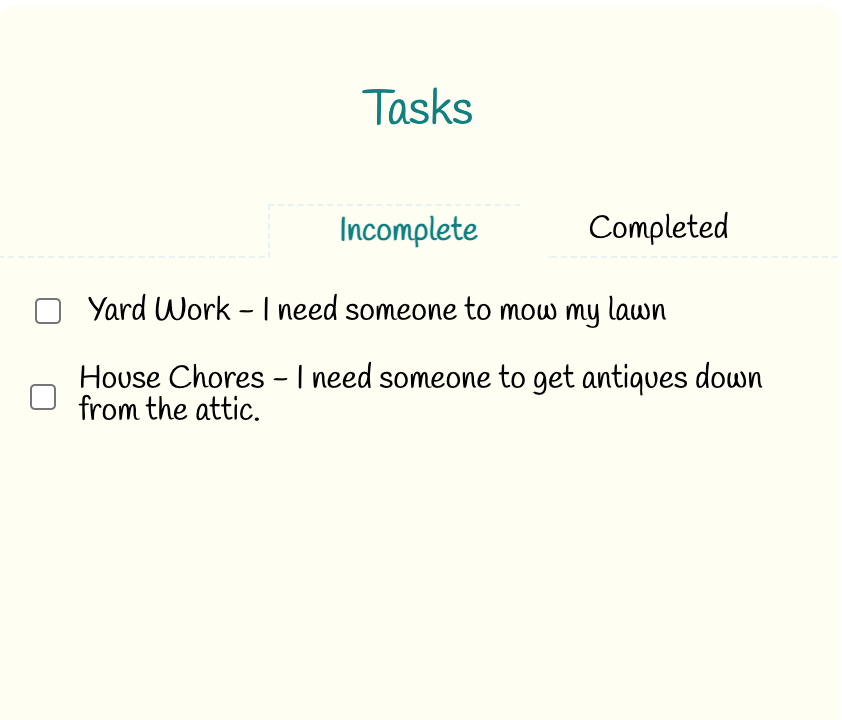 Tasks
Incomplete
Completed
Yard Work - I need someone to mow my lawn
House Chores - I need someone to get antiques down
from the attic.